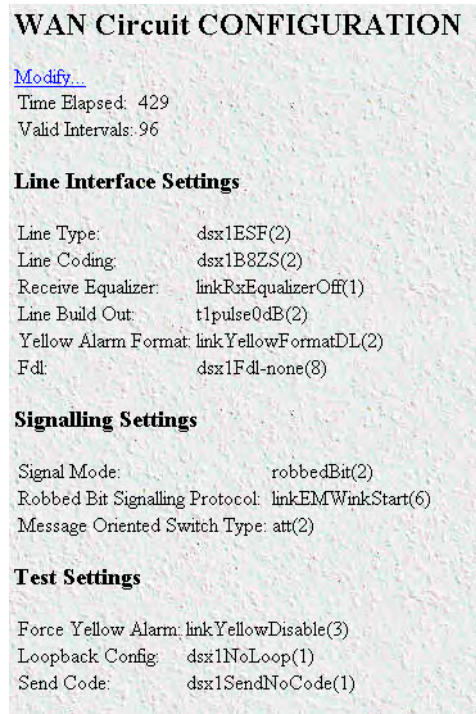 WAN Circuit CONFIGURATION
Modify...
Time Elapsed: 429
Valid Intervals: 96
Line Interface Settings
Line Type: dsx1ESF(2)
Line Coding: dsx1B8ZS(2)
Receive Equalizer: linkRxEqualizerOff(1)
Line Build Out: t1pulse0dB(2)
Yellow Alarm Format: linkYellowFormatDL(2)
Fdl: dsx1Fdl-none(8)
Signalling Settings
Signal Mode: robbedBit(2)
Robbed Bit Signalling Protocol: linkEMWinkStart(6)
Message Oriented Switch Type: att(2)
Test Settings
Force Yellow Alarm: linkYellowDisable(3)
Loopback Config: dsx1NoLoop(1)
Send Code: dsx1SendNoCode(1)